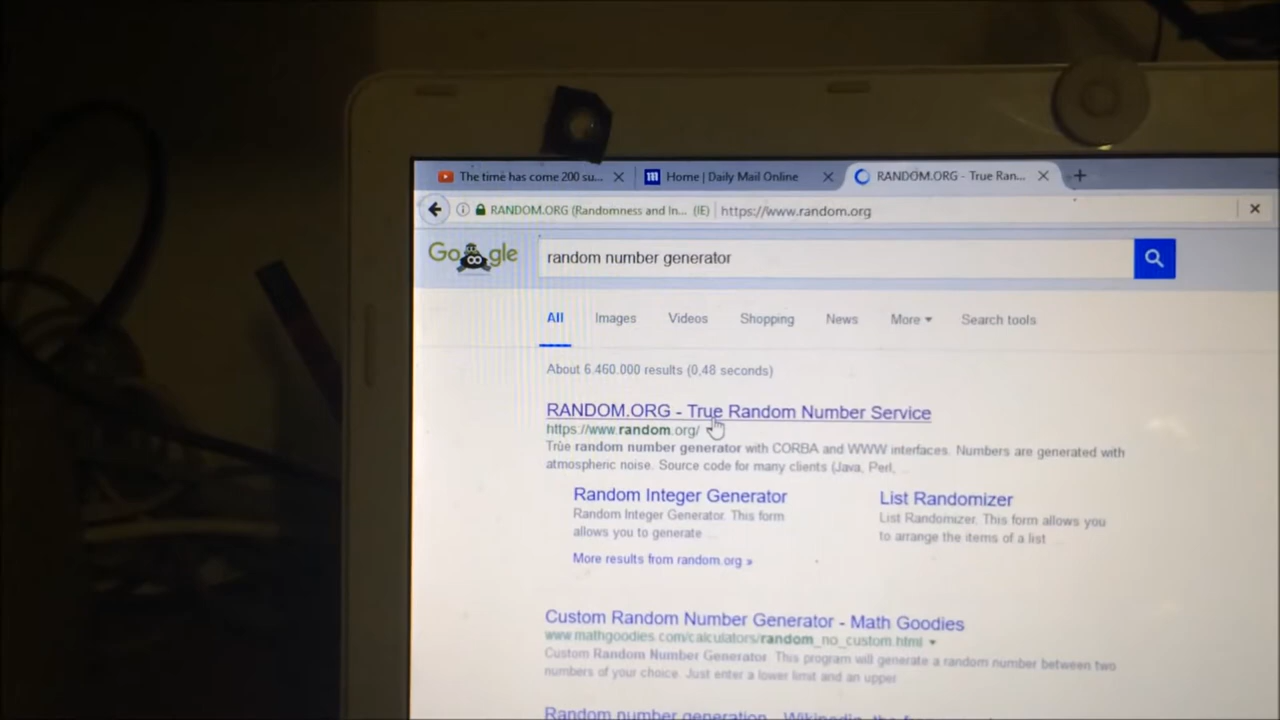 The time has come 200 su...
Home | Daily Mail Online
RANDOM.ORG - True Ran...
RANDOM.ORG (Randomness and In... (IE)
https://www.random.org
Google
random number generator
All
Images
Videos
Shopping
News
More
Search tools
About 6.460.000 results (0,48 seconds)
RANDOM.ORG - True Random Number Service
https://www.random.org/
True random number generator with CORBA and WWW interfaces. Numbers are generated with
atmospheric noise. Source code for many clients (Java, Perl, ...
Random Integer Generator
Random Integer Generator. This form
allows you to generate ...
List Randomizer
List Randomizer. This form allows you
to arrange the items of a list
More results from random.org »
Custom Random Number Generator - Math Goodies
www.mathgoodies.com/calculators/random_no_custom.html
Custom Random Number Generator. This program will generate a random number between two
numbers of your choice. Just enter a lower limit and an upper
Random number generation - Wikipedia, the